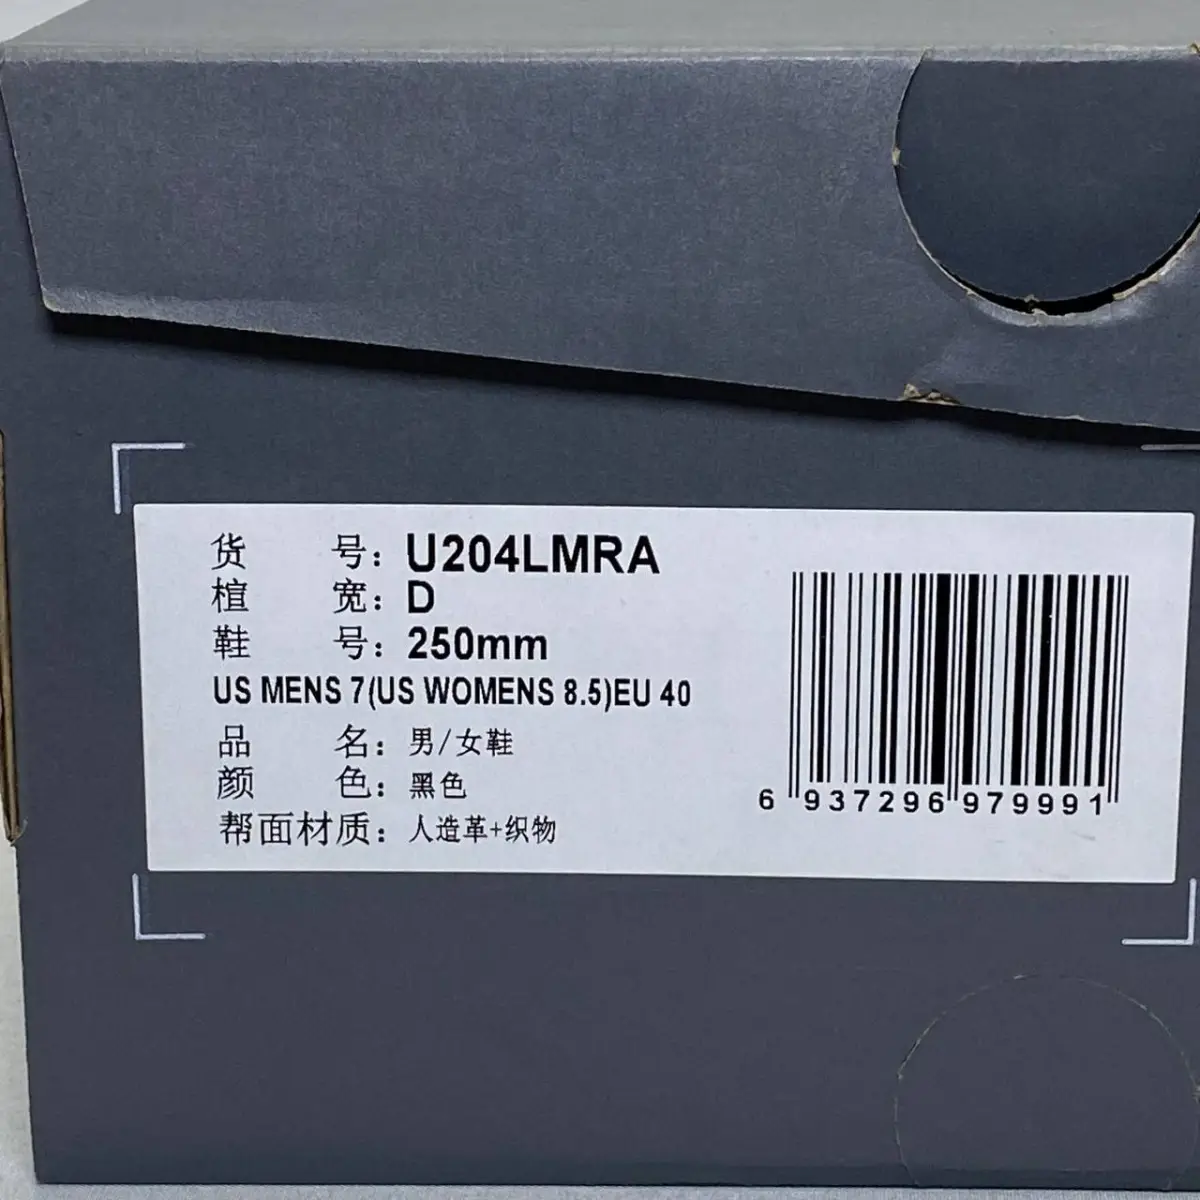 货 号：U204LMRA
楦 宽：D
鞋 号：250mm
US MENS 7(US WOMENS 8.5)EU 40
品 名：男/女鞋
颜 色：黑色
帮面材质：人造革+织物
6 937296 979991